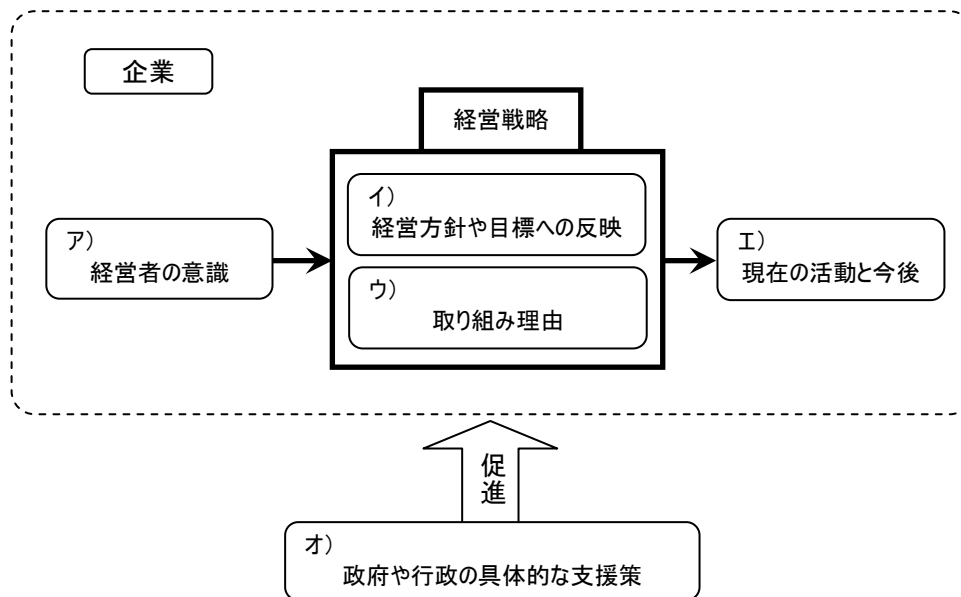 企業
経営戦略
ア)
経営者の意識
イ)
経営方針や目標への反映
ウ)
取り組み理由
エ)
現在の活動と今後
促進
オ)
政府や行政の具体的な支援策